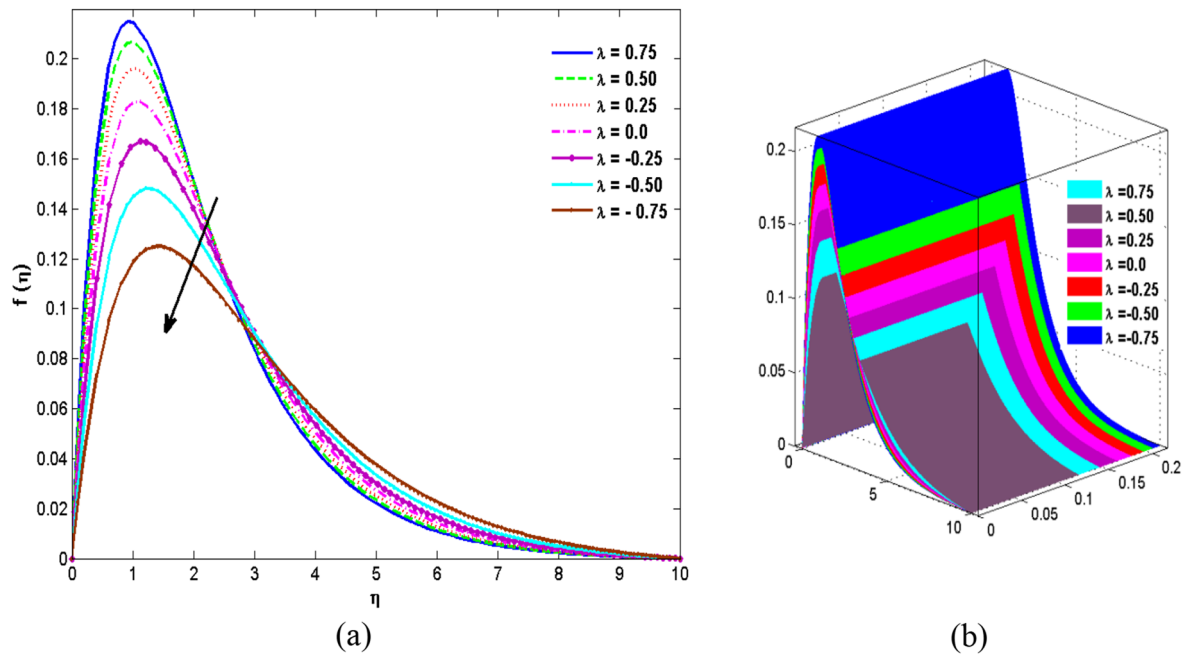 0.2
0.18
0.16
0.14
0.12
0.1
0.08
0.06
0.04
0.02
0
f (η)
0 1 2 3 4 5 6 7 8 9 10
η
λ = 0.75
λ = 0.50
λ = 0.25
λ = 0.0
λ = -0.25
λ = -0.50
λ = - 0.75
(a)
0.2
0.15
0.1
0.05
0
0
5
10
0
0.05
0.1
0.15
0.2
λ =0.75
λ =0.50
λ =0.25
λ =0.0
λ =-0.25
λ =-0.50
λ =-0.75
(b)